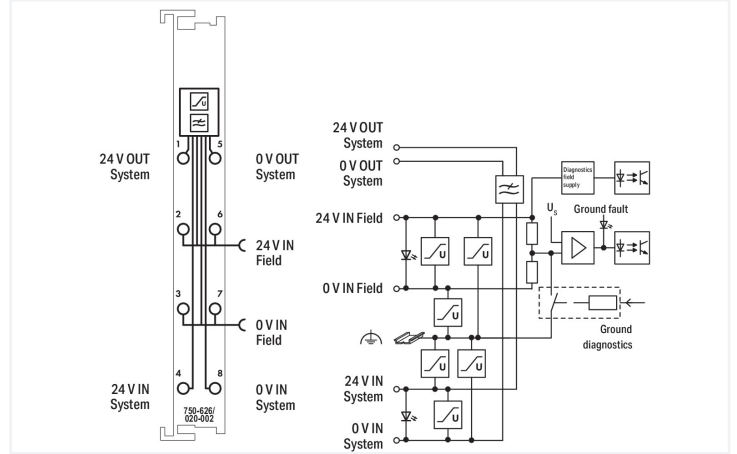 U
1
5
24 V OUT
System
0 V OUT
System
2
6
24 V IN
Field
3
7
0 V IN
Field
4
8
24 V IN
System
0 V IN
System
750-626/
020-002
24 V OUT
System
0 V OUT
System
Diagnostics
field
supply
24 V IN Field
Us
Ground fault
U
U
0 V IN Field
U
Ground
diagnostics
U
U
24 V IN
System
U
0 V IN
System